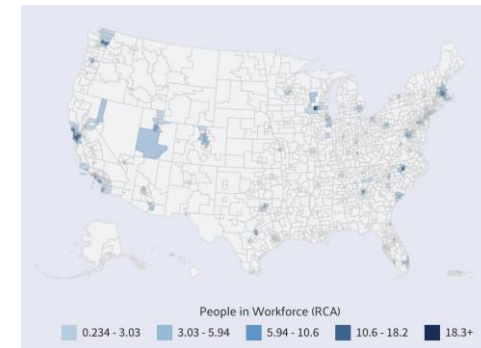 People in Workforce (RCA)
0.234 - 3.03 3.03 - 5.94 5.94 - 10.6 10.6 - 18.2 18.3+